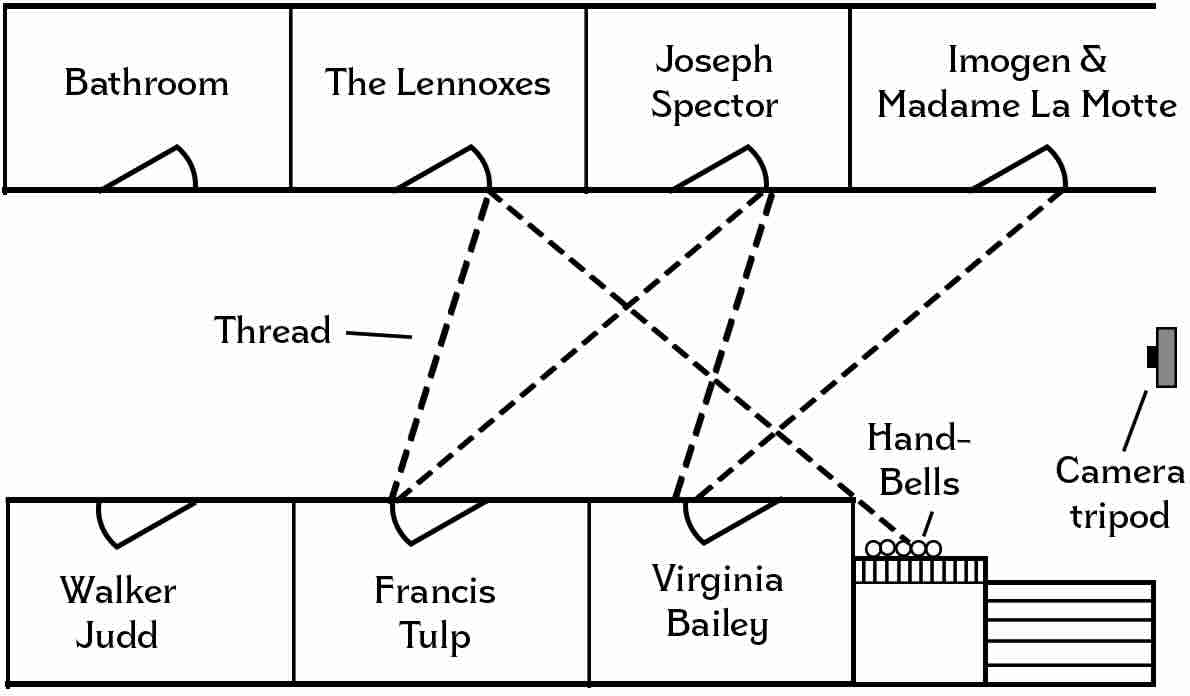 Bathroom
The Lennoxes
Joseph
Spector
Imogen &
Madame La Motte
Thread
Hand-
Bells
Camera
tripod
Walker
Judd
Francis
Tulp
Virginia
Bailey